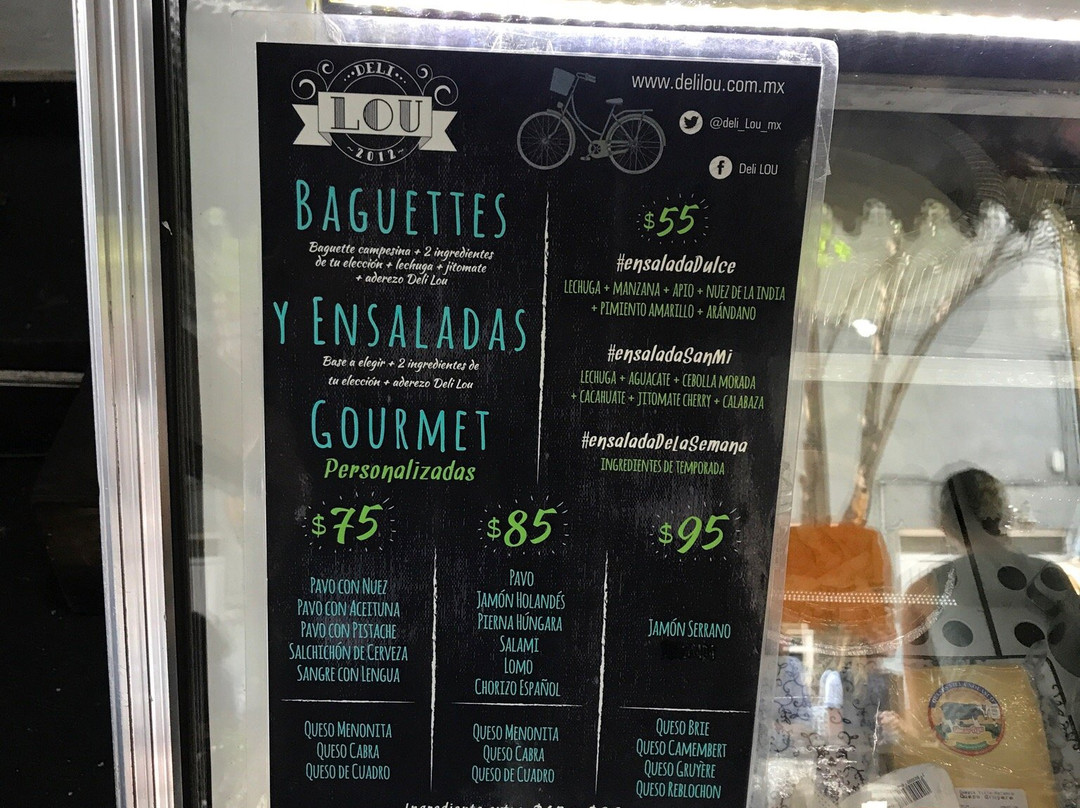 DELI
LOU
2012
www.delilou.com.mx
@deli_Lou_mx
Deli LOU
BAGUETTES
Baguette campesina + 2 ingredientes
de tu elección + lechuga + jitomate
+ aderezo Deli Lou
Y ENSALADAS
Base a elegir + 2 ingredientes de
tu elección + aderezo Deli Lou
GOURMET
Personalizadas
$55
#ensaladaDulce
LECHUGA + MANZANA + APIO + NUEZ DE LA INDIA
+ PIMIENTO AMARILLO + ARÁNDANO
#ensaladaSanMi
LECHUGA + AGUACATE + CEBOLLA MORADA
+ CACAHUATE + JITOMATE CHERRY + CALABAZA
#ensaladaDeLaSemana
INGREDIENTES DE TEMPORADA
$75
PAVO CON NUEZ
PAVO CON ACEITUNA
PAVO CON PISTACHE
SALCHICHÓN DE CERVEZA
SANGRE CON LENGUA
QUESO MENONITA
QUESO CABRA
QUESO DE CUADRO
$85
PAVO
JAMÓN HOLANDÉS
PIERNA HÚNGARA
SALAMI
LOMO
CHORIZO ESPAÑOL
QUESO MENONITA
QUESO CABRA
QUESO DE CUADRO
$95
JAMÓN SERRANO
QUESO BRIE
QUESO CAMEMBERT
QUESO GRUYÈRE
QUESO REBLOCHON